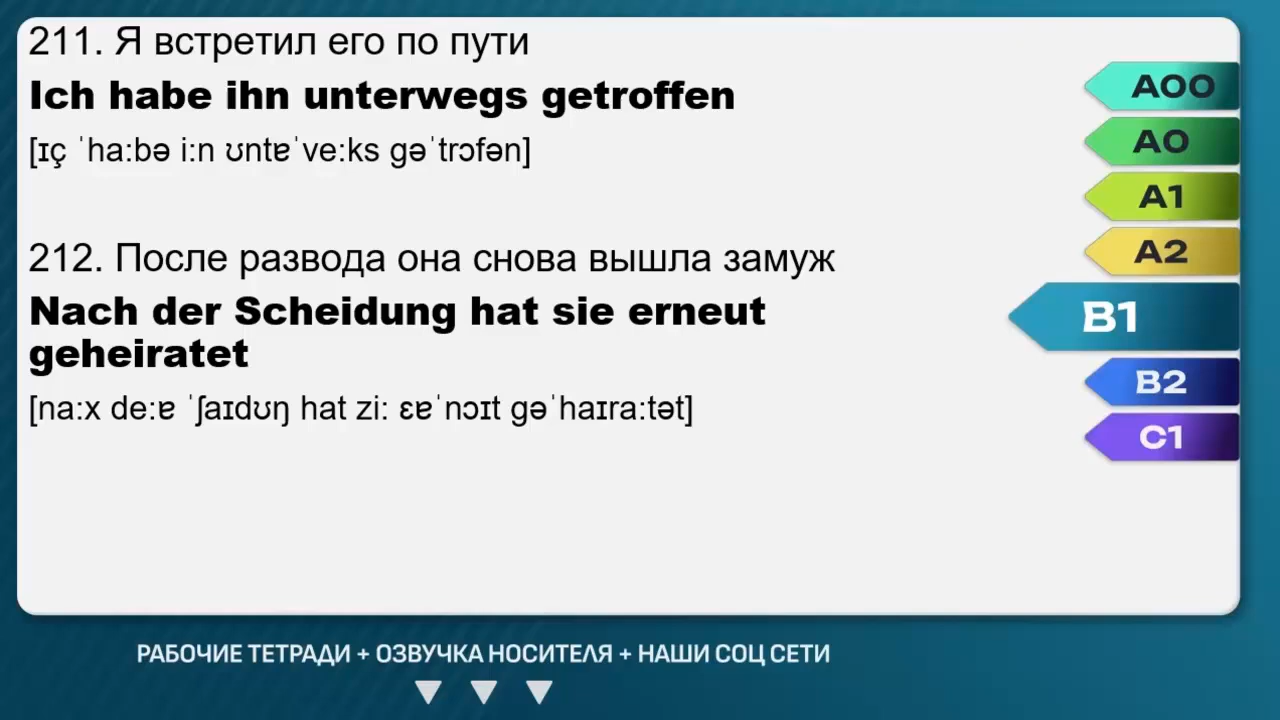 211. Я встретил его по пути
Ich habe ihn unterwegs getroffen
[ɪç ˈha:bə i:n ʊntɐˈve:ks gəˈtrɔfən]
212. После развода она снова вышла замуж
Nach der Scheidung hat sie erneut
geheiratet
[na:x de:ɐ ˈʃaɪdʊŋ hat zi: ɛɐˈnɔɪt gəˈhaɪra:tət]
A00
A0
A1
A2
B1
B2
C1
РАБОЧИЕ ТЕТРАДИ + ОЗВУЧКА НОСИТЕЛЯ + НАШИ СОЦ СЕТИ